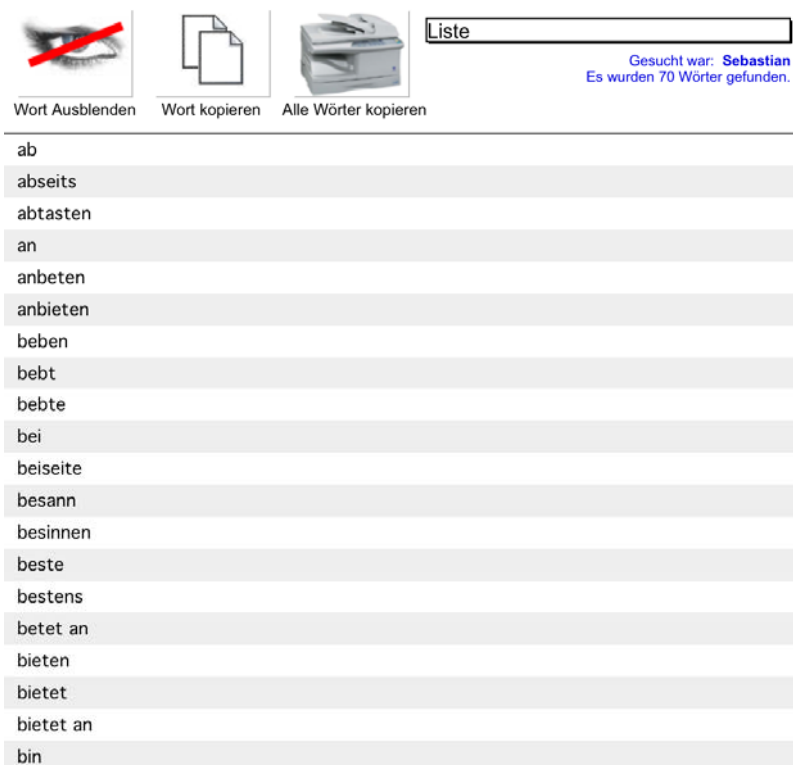 Liste
Gesucht war: Sebastian
Es wurden 70 Wörter gefunden.
Wort Ausblenden
Wort kopieren
Alle Wörter kopieren
ab
abseits
abtasten
an
anbeten
anbieten
beben
bebt
bebte
bei
beiseite
besann
besinnen
beste
bestens
betet an
bieten
bietet
bietet an
bin